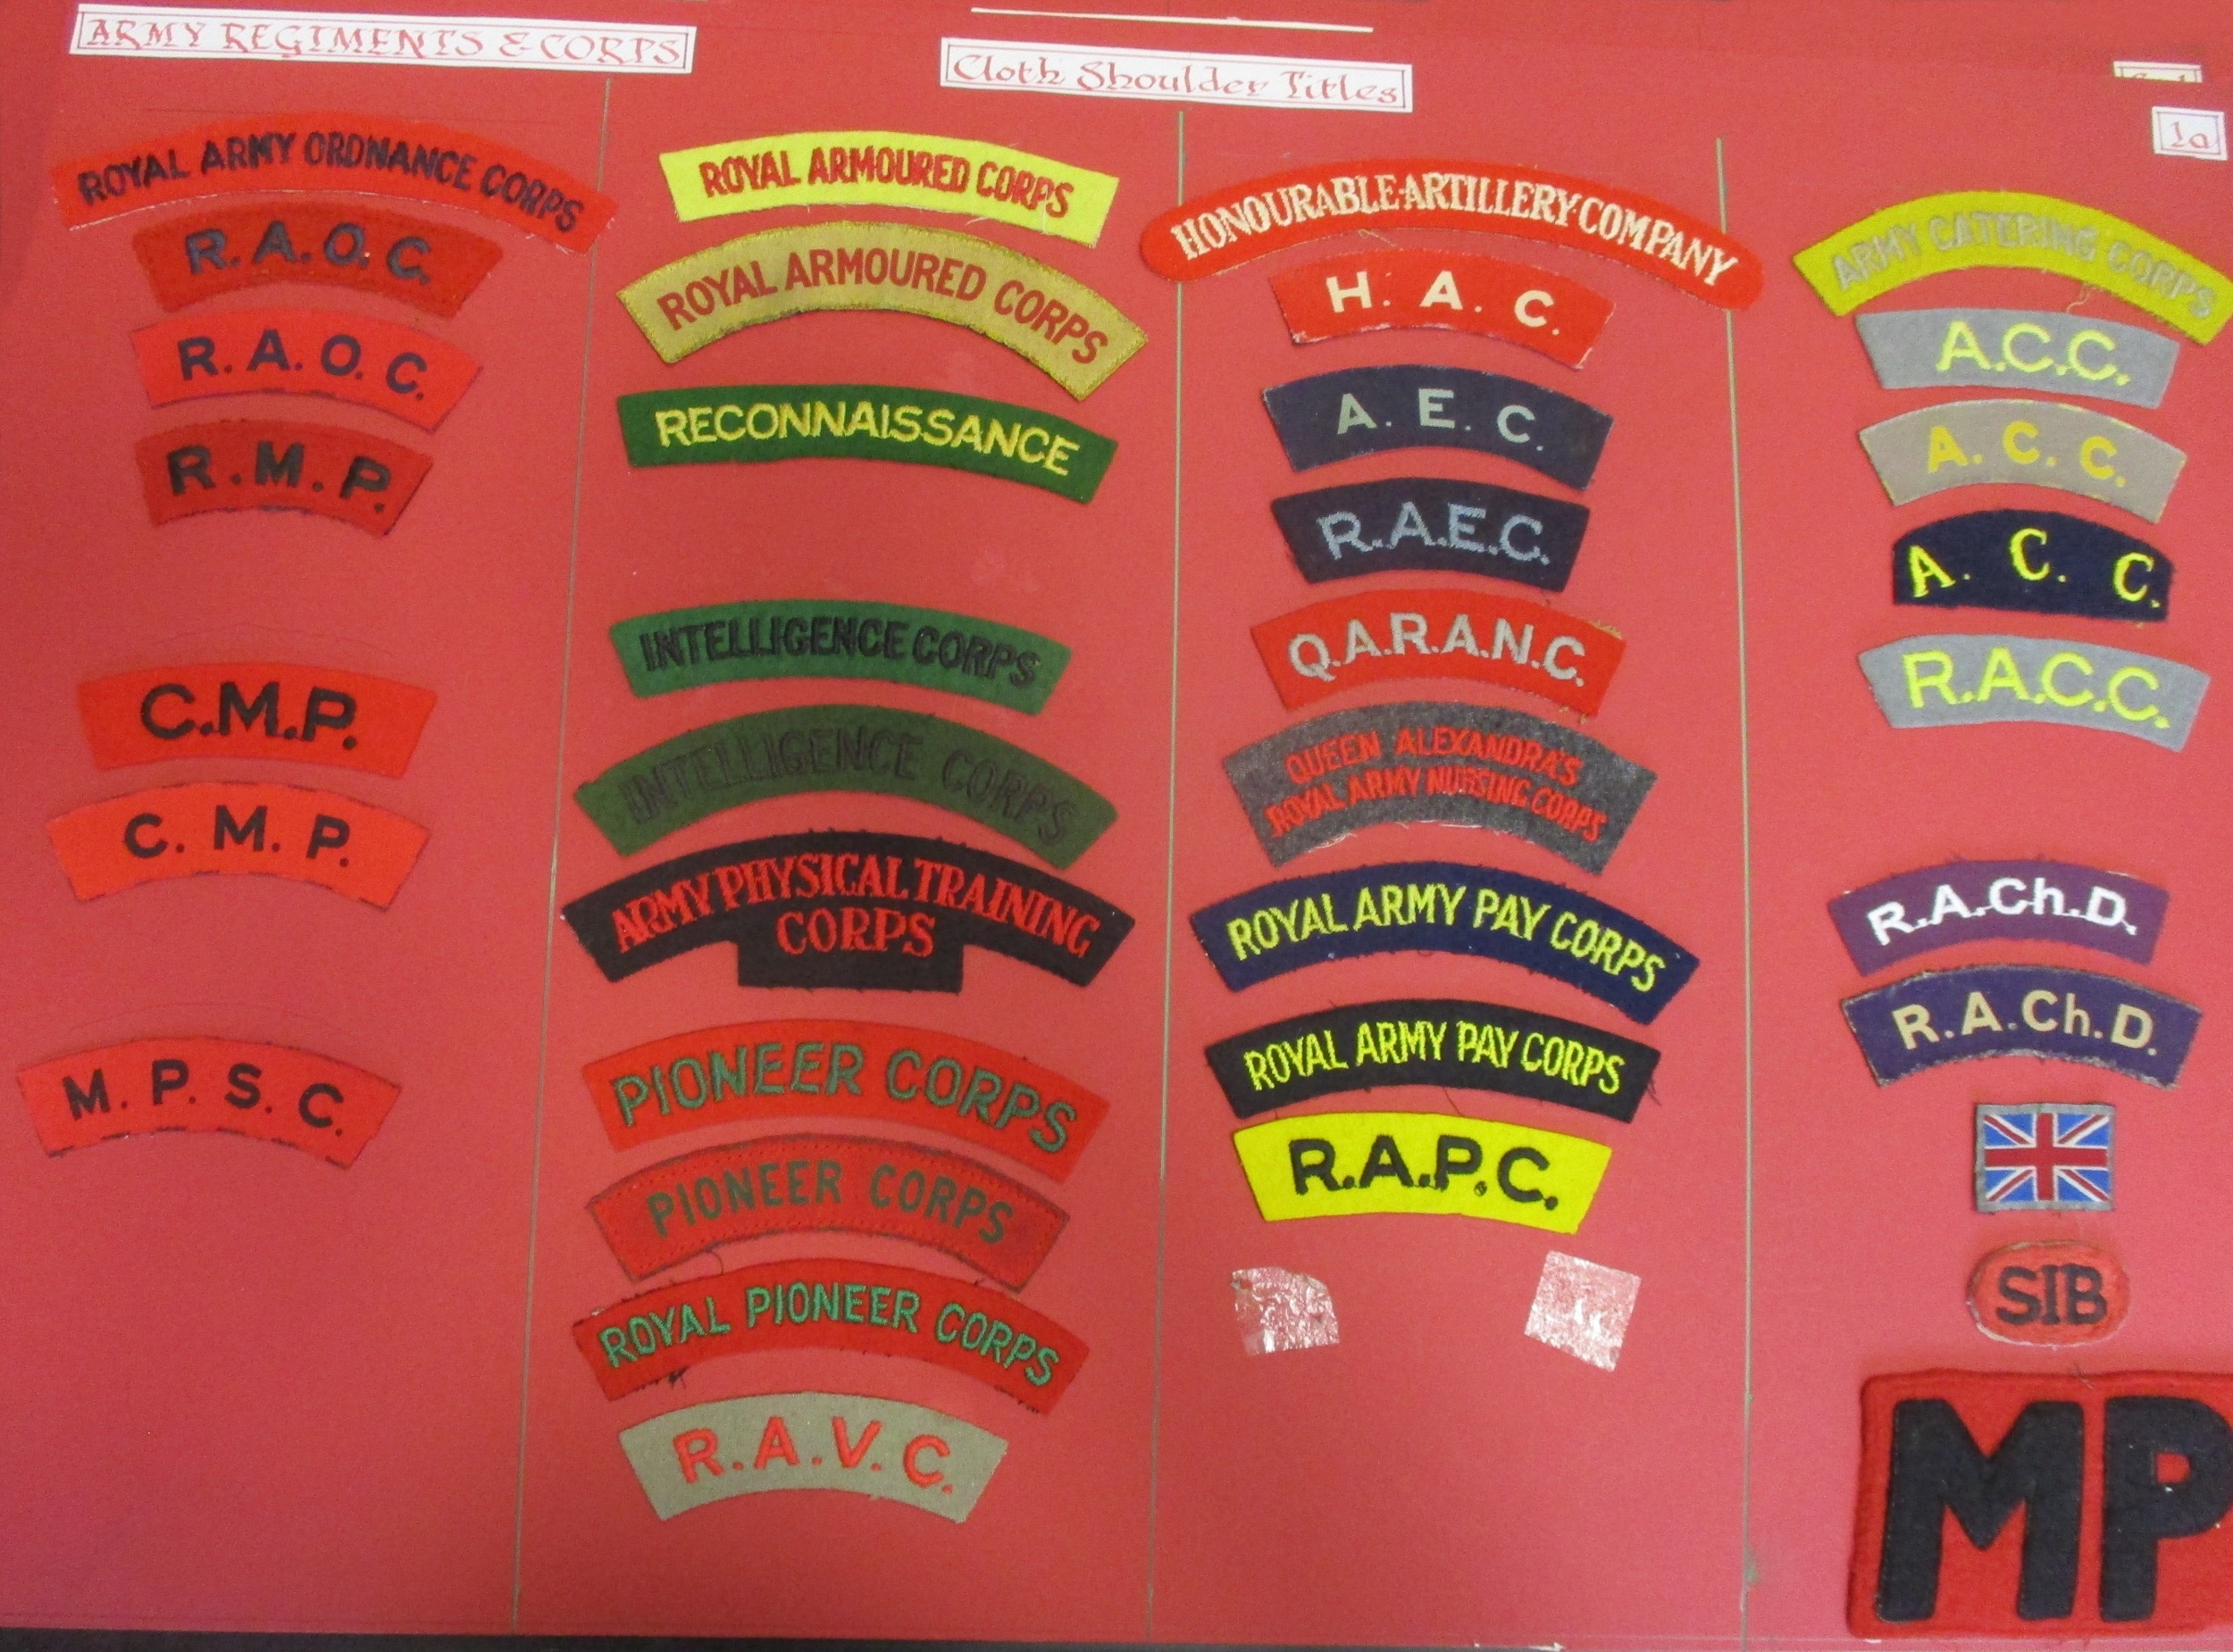 ARMY REGIMENTS & CORPS
Cloth Shoulder Titles
1a
ROYAL ARMY ORDNANCE CORPS
R.A.O.C.
R.A.O.C.
R.M.P.
C.M.P.
C.M.P.
M.P.S.C.
ROYAL ARMOURED CORPS
ROYAL ARMOURED CORPS
RECONNAISSANCE
INTELLIGENCE CORPS
INTELLIGENCE CORPS
ARMY PHYSICAL TRAINING
CORPS
PIONEER CORPS
PIONEER CORPS
ROYAL PIONEER CORPS
R.A.V.C.
HONOURABLE·ARTILLERY·COMPANY
H.A.C.
A.E.C.
R.A.E.C.
Q.A.R.A.N.C.
QUEEN ALEXANDRA'S
ROYAL ARMY NURSING CORPS
ROYAL ARMY PAY CORPS
ROYAL ARMY PAY CORPS
R.A.P.C.
ARMY CATERING CORPS
A.C.C.
A.C.C.
A.C.C.
R.A.C.C.
R.A.Ch.D.
R.A.Ch.D.
SIB
MP